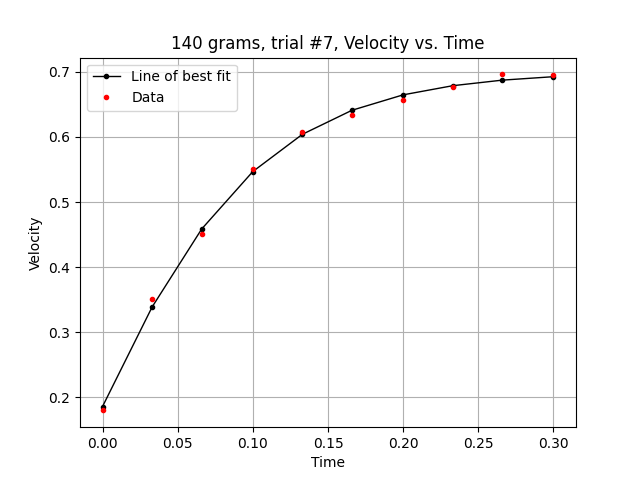 140 grams, trial #7, Velocity vs. Time
Line of best fit
Data
0.7
0.6
0.5
0.4
0.3
0.2
Velocity
0.00 0.05 0.10 0.15 0.20 0.25 0.30
Time